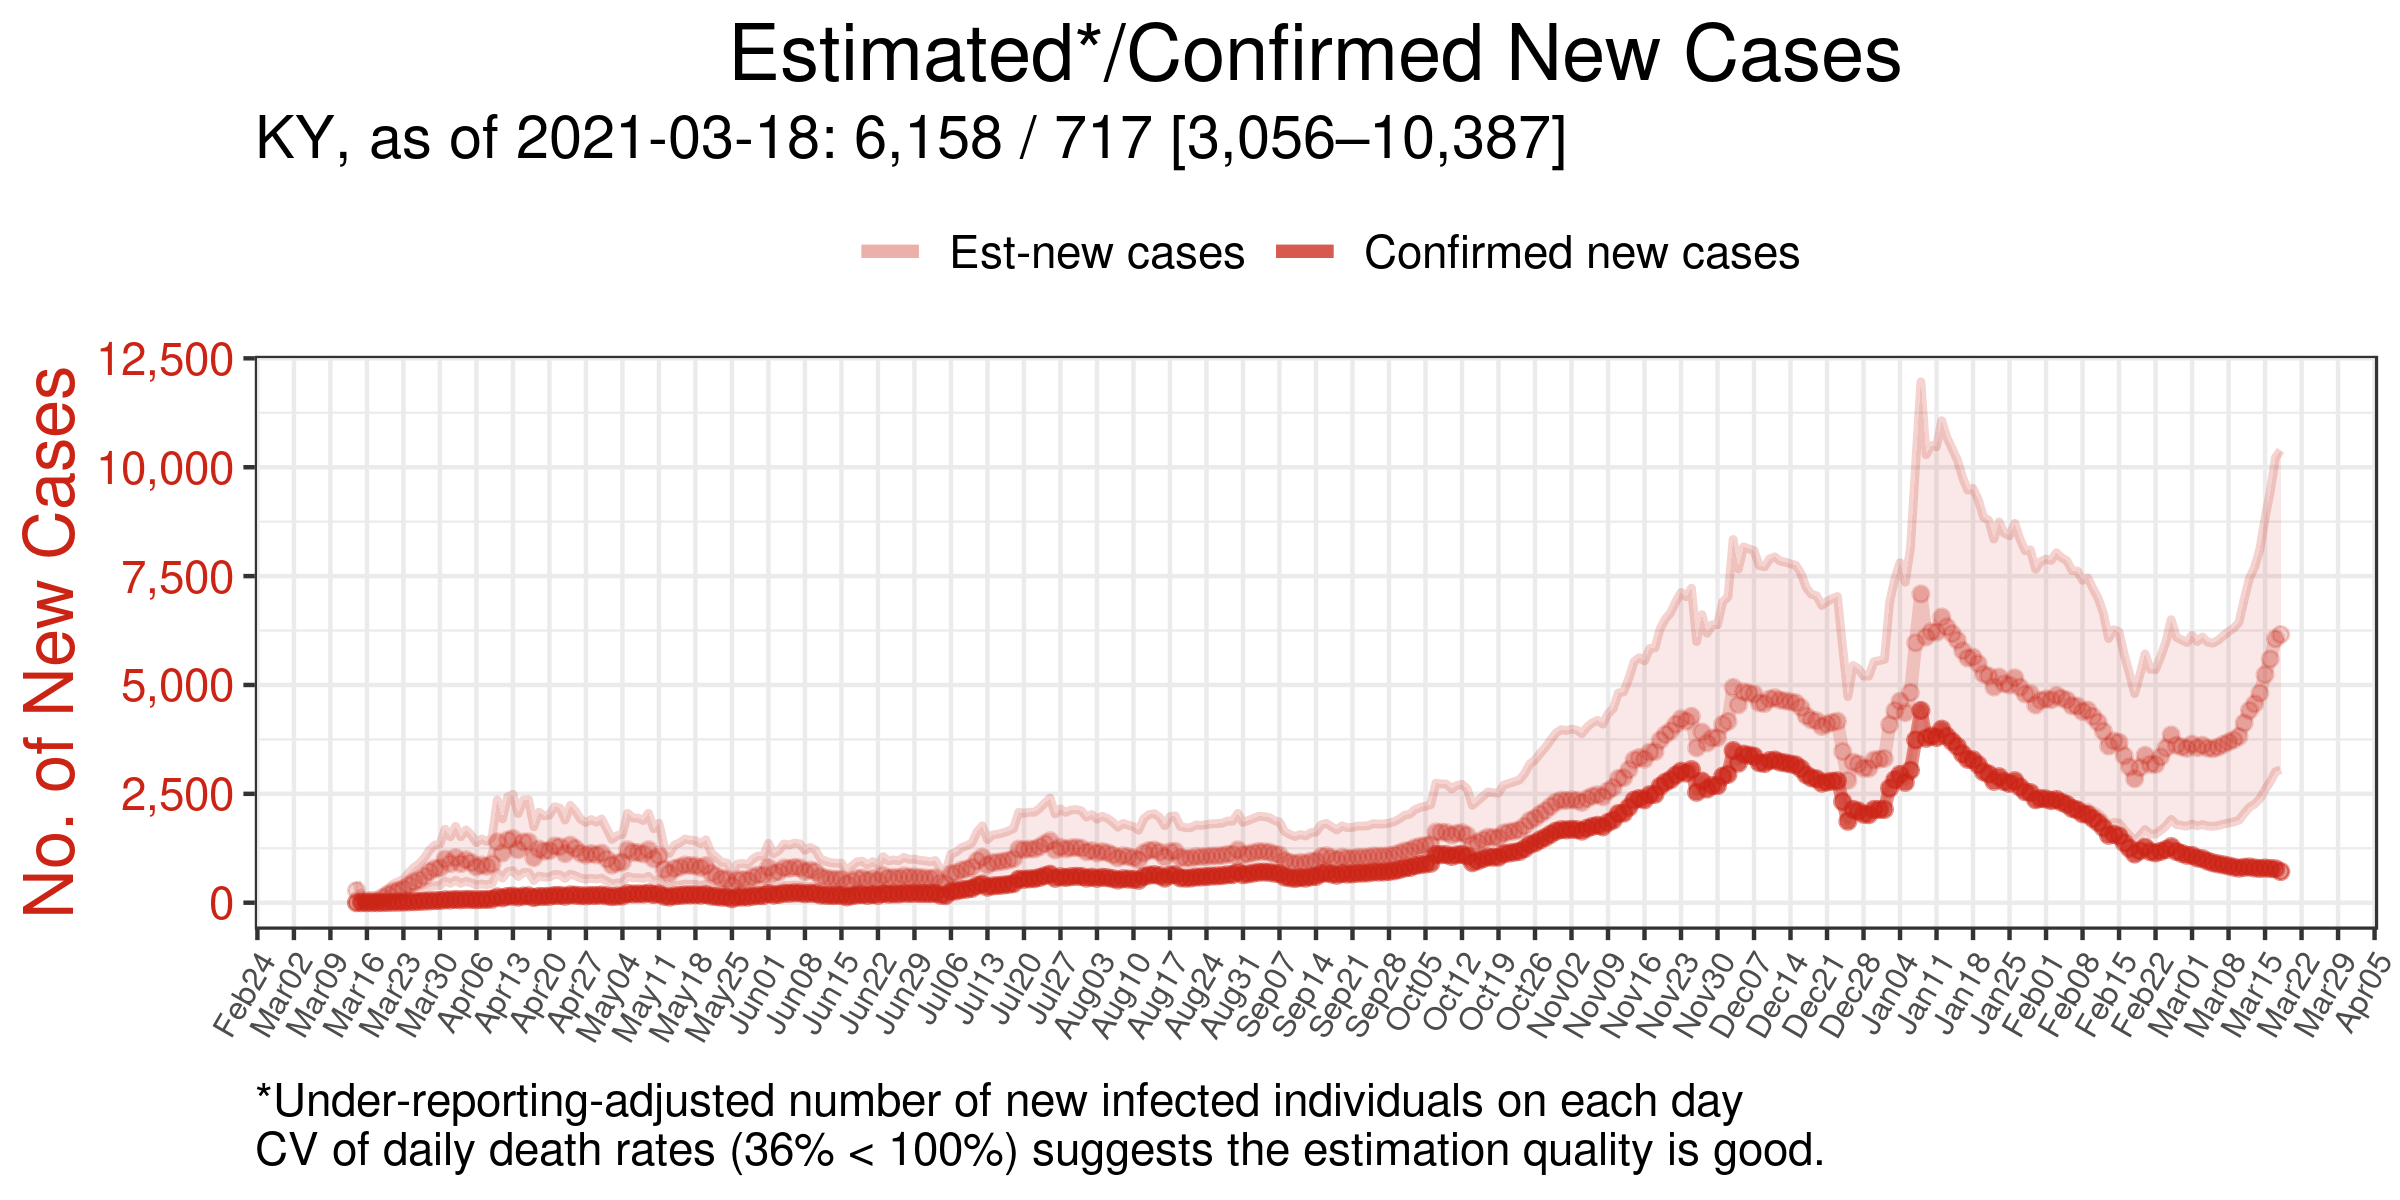 Estimated*/Confirmed New Cases
KY, as of 2021-03-18: 6,158 / 717 [3,056–10,387]
Est-new cases
Confirmed new cases
No. of New Cases
12,500
10,000
7,500
5,000
2,500
0
Feb24
Mar02
Mar09
Mar16
Mar23
Mar30
Apr06
Apr13
Apr20
Apr27
May04
May11
May18
May25
Jun01
Jun08
Jun15
Jun22
Jun29
Jul06
Jul13
Jul20
Jul27
Aug03
Aug10
Aug17
Aug24
Aug31
Sep07
Sep14
Sep21
Sep28
Oct05
Oct12
Oct19
Oct26
Nov02
Nov09
Nov16
Nov23
Nov30
Dec07
Dec14
Dec21
Dec28
Jan04
Jan11
Jan18
Jan25
Feb01
Feb08
Feb15
Feb22
Mar01
Mar08
Mar15
Mar22
Mar29
Apr05
*Under-reporting-adjusted number of new infected individuals on each day
CV of daily death rates (36% < 100%) suggests the estimation quality is good.